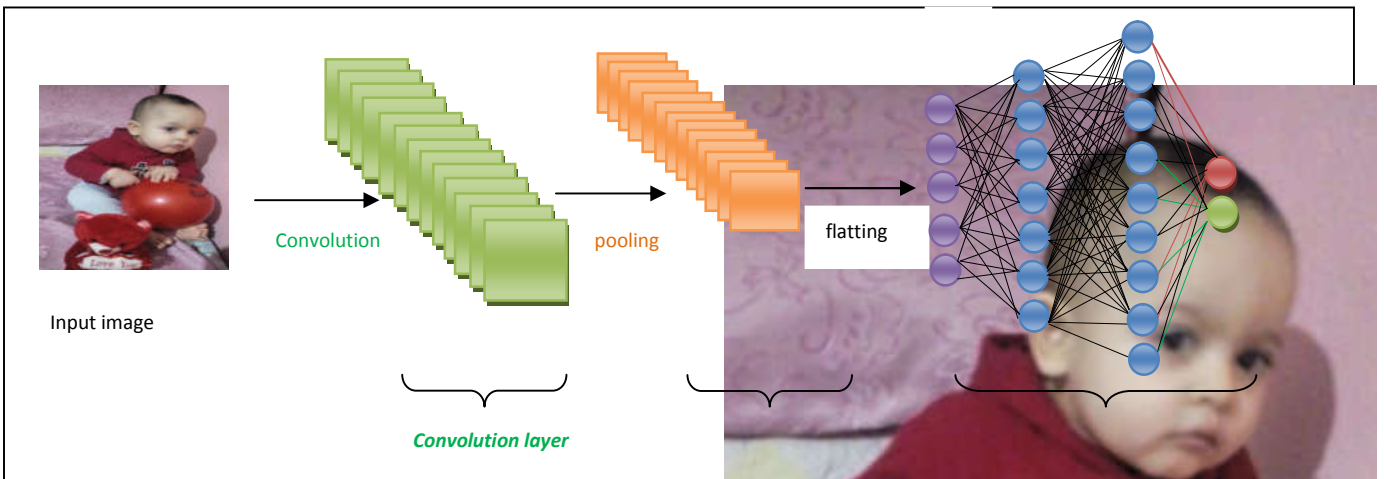 Convolution
pooling
flatting
Input image
Convolution layer